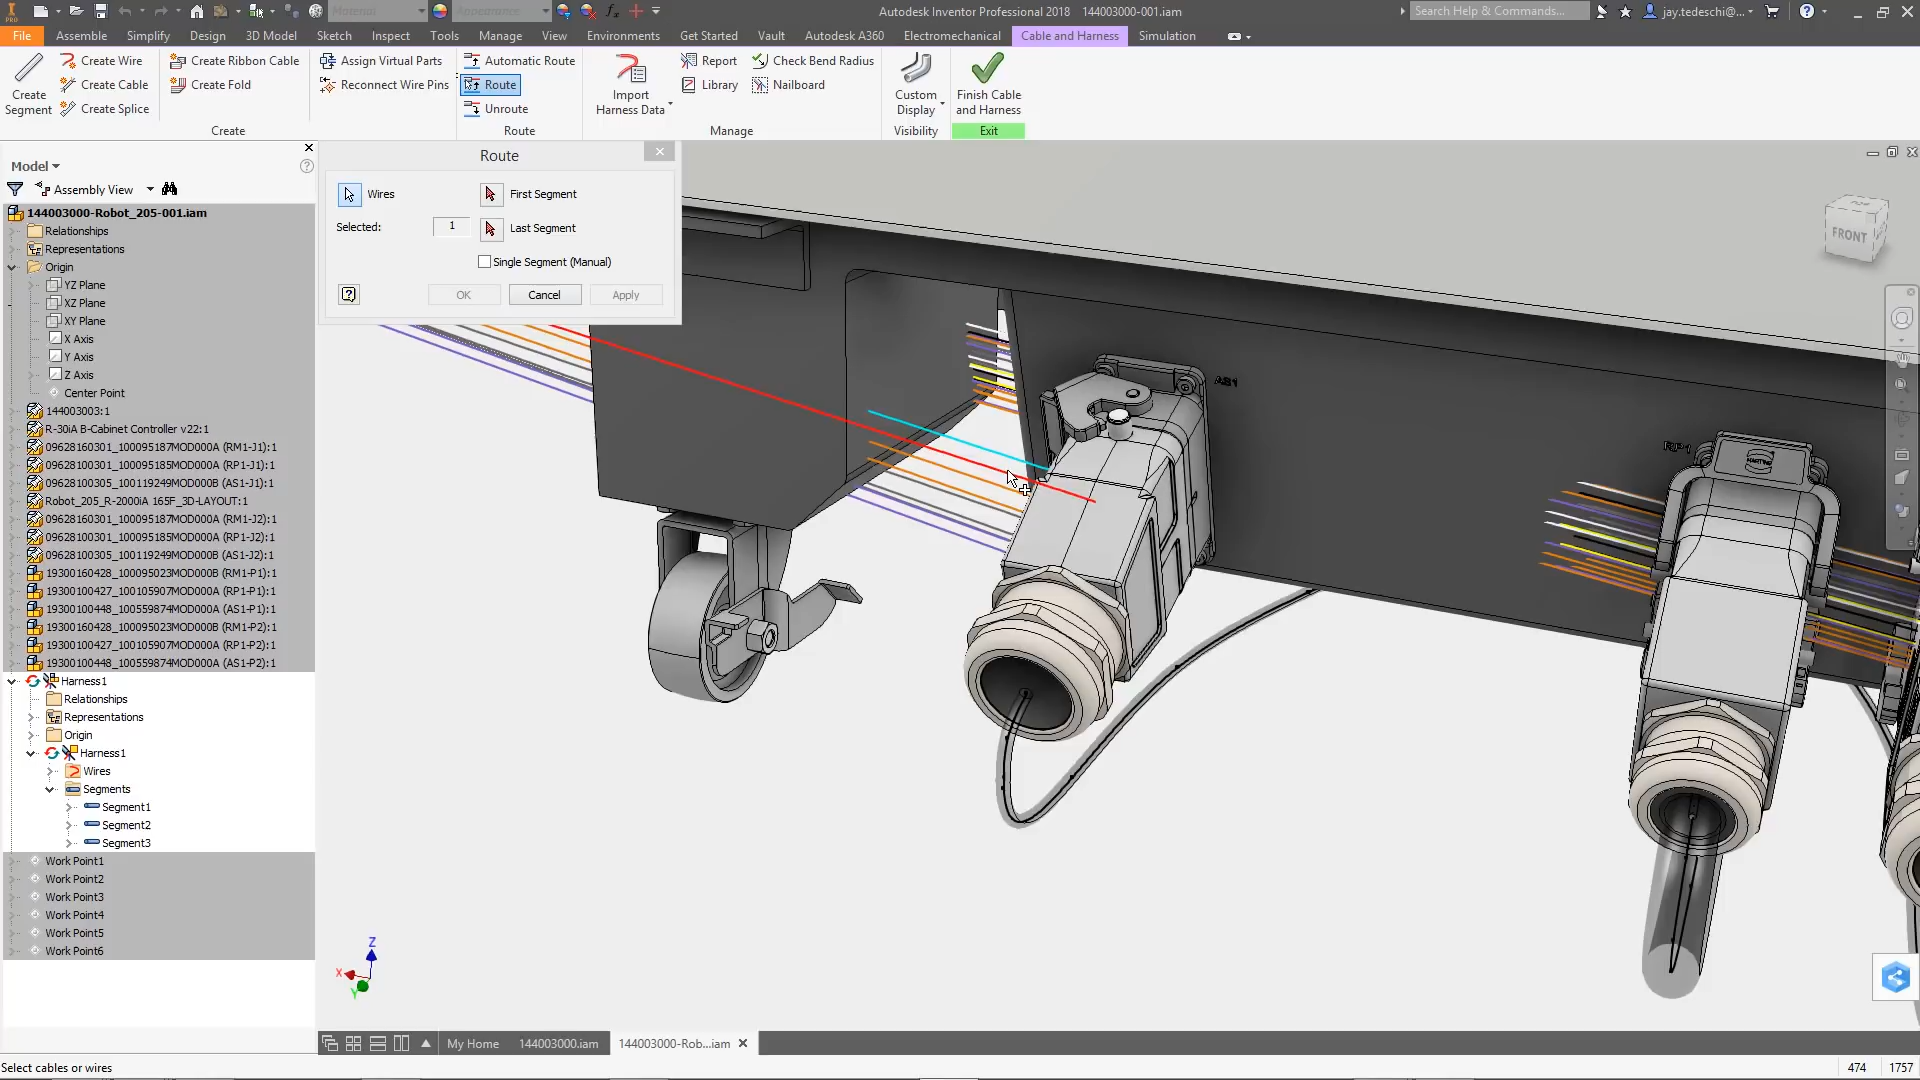 PRO
Material
Appearance
Autodesk Inventor Professional 2018 144003000-001.iam
Search Help & Commands...
jay.tedeschi@...
File
Assemble
Simplify
Design
3D Model
Sketch
Inspect
Tools
Manage
View
Environments
Get Started
Vault
Autodesk A360
Electromechanical
Cable and Harness
Simulation
Create Segment
Create Wire
Create Cable
Create Splice
Create Ribbon Cable
Create Fold
Create
Assign Virtual Parts
Reconnect Wire Pins
Automatic Route
Route
Unroute
Route
Import Harness Data
Report
Library
Check Bend Radius
Nailboard
Manage
Custom Display
Visibility
Finish Cable and Harness
Exit
Model
Assembly View
144003000-Robot_205-001.iam
Relationships
Representations
Origin
YZ Plane
XZ Plane
XY Plane
X Axis
Y Axis
Z Axis
Center Point
144003003:1
R-30iA B-Cabinet Controller v22:1
09628160301_100095187MOD000A (RM1-J1):1
09628100301_100095185MOD000A (RP1-J1):1
09628100305_100119249MOD000B (AS1-J1):1
Robot_205_R-2000iA 165F_3D-LAYOUT:1
09628160301_100095187MOD000A (RM1-J2):1
09628100301_100095185MOD000A (RP1-J2):1
09628100305_100119249MOD000B (AS1-J2):1
19300160428_100095023MOD000B (RM1-P1):1
19300100427_100105907MOD000A (RP1-P1):1
19300100448_100559874MOD000A (AS1-P1):1
19300160428_100095023MOD000B (RM1-P2):1
19300100427_100105907MOD000A (RP1-P2):1
19300100448_100559874MOD000A (AS1-P2):1
Harness1
Relationships
Representations
Origin
Harness1
Wires
Segments
Segment1
Segment2
Segment3
Work Point1
Work Point2
Work Point3
Work Point4
Work Point5
Work Point6
Route
Wires
Selected: 1
First Segment
Last Segment
Single Segment (Manual)
OK
Cancel
Apply
FRONT
AS1
RP1
HARTING
Z
X
Y
My Home
144003000.iam
144003000-Rob...iam
Select cables or wires
474
1757